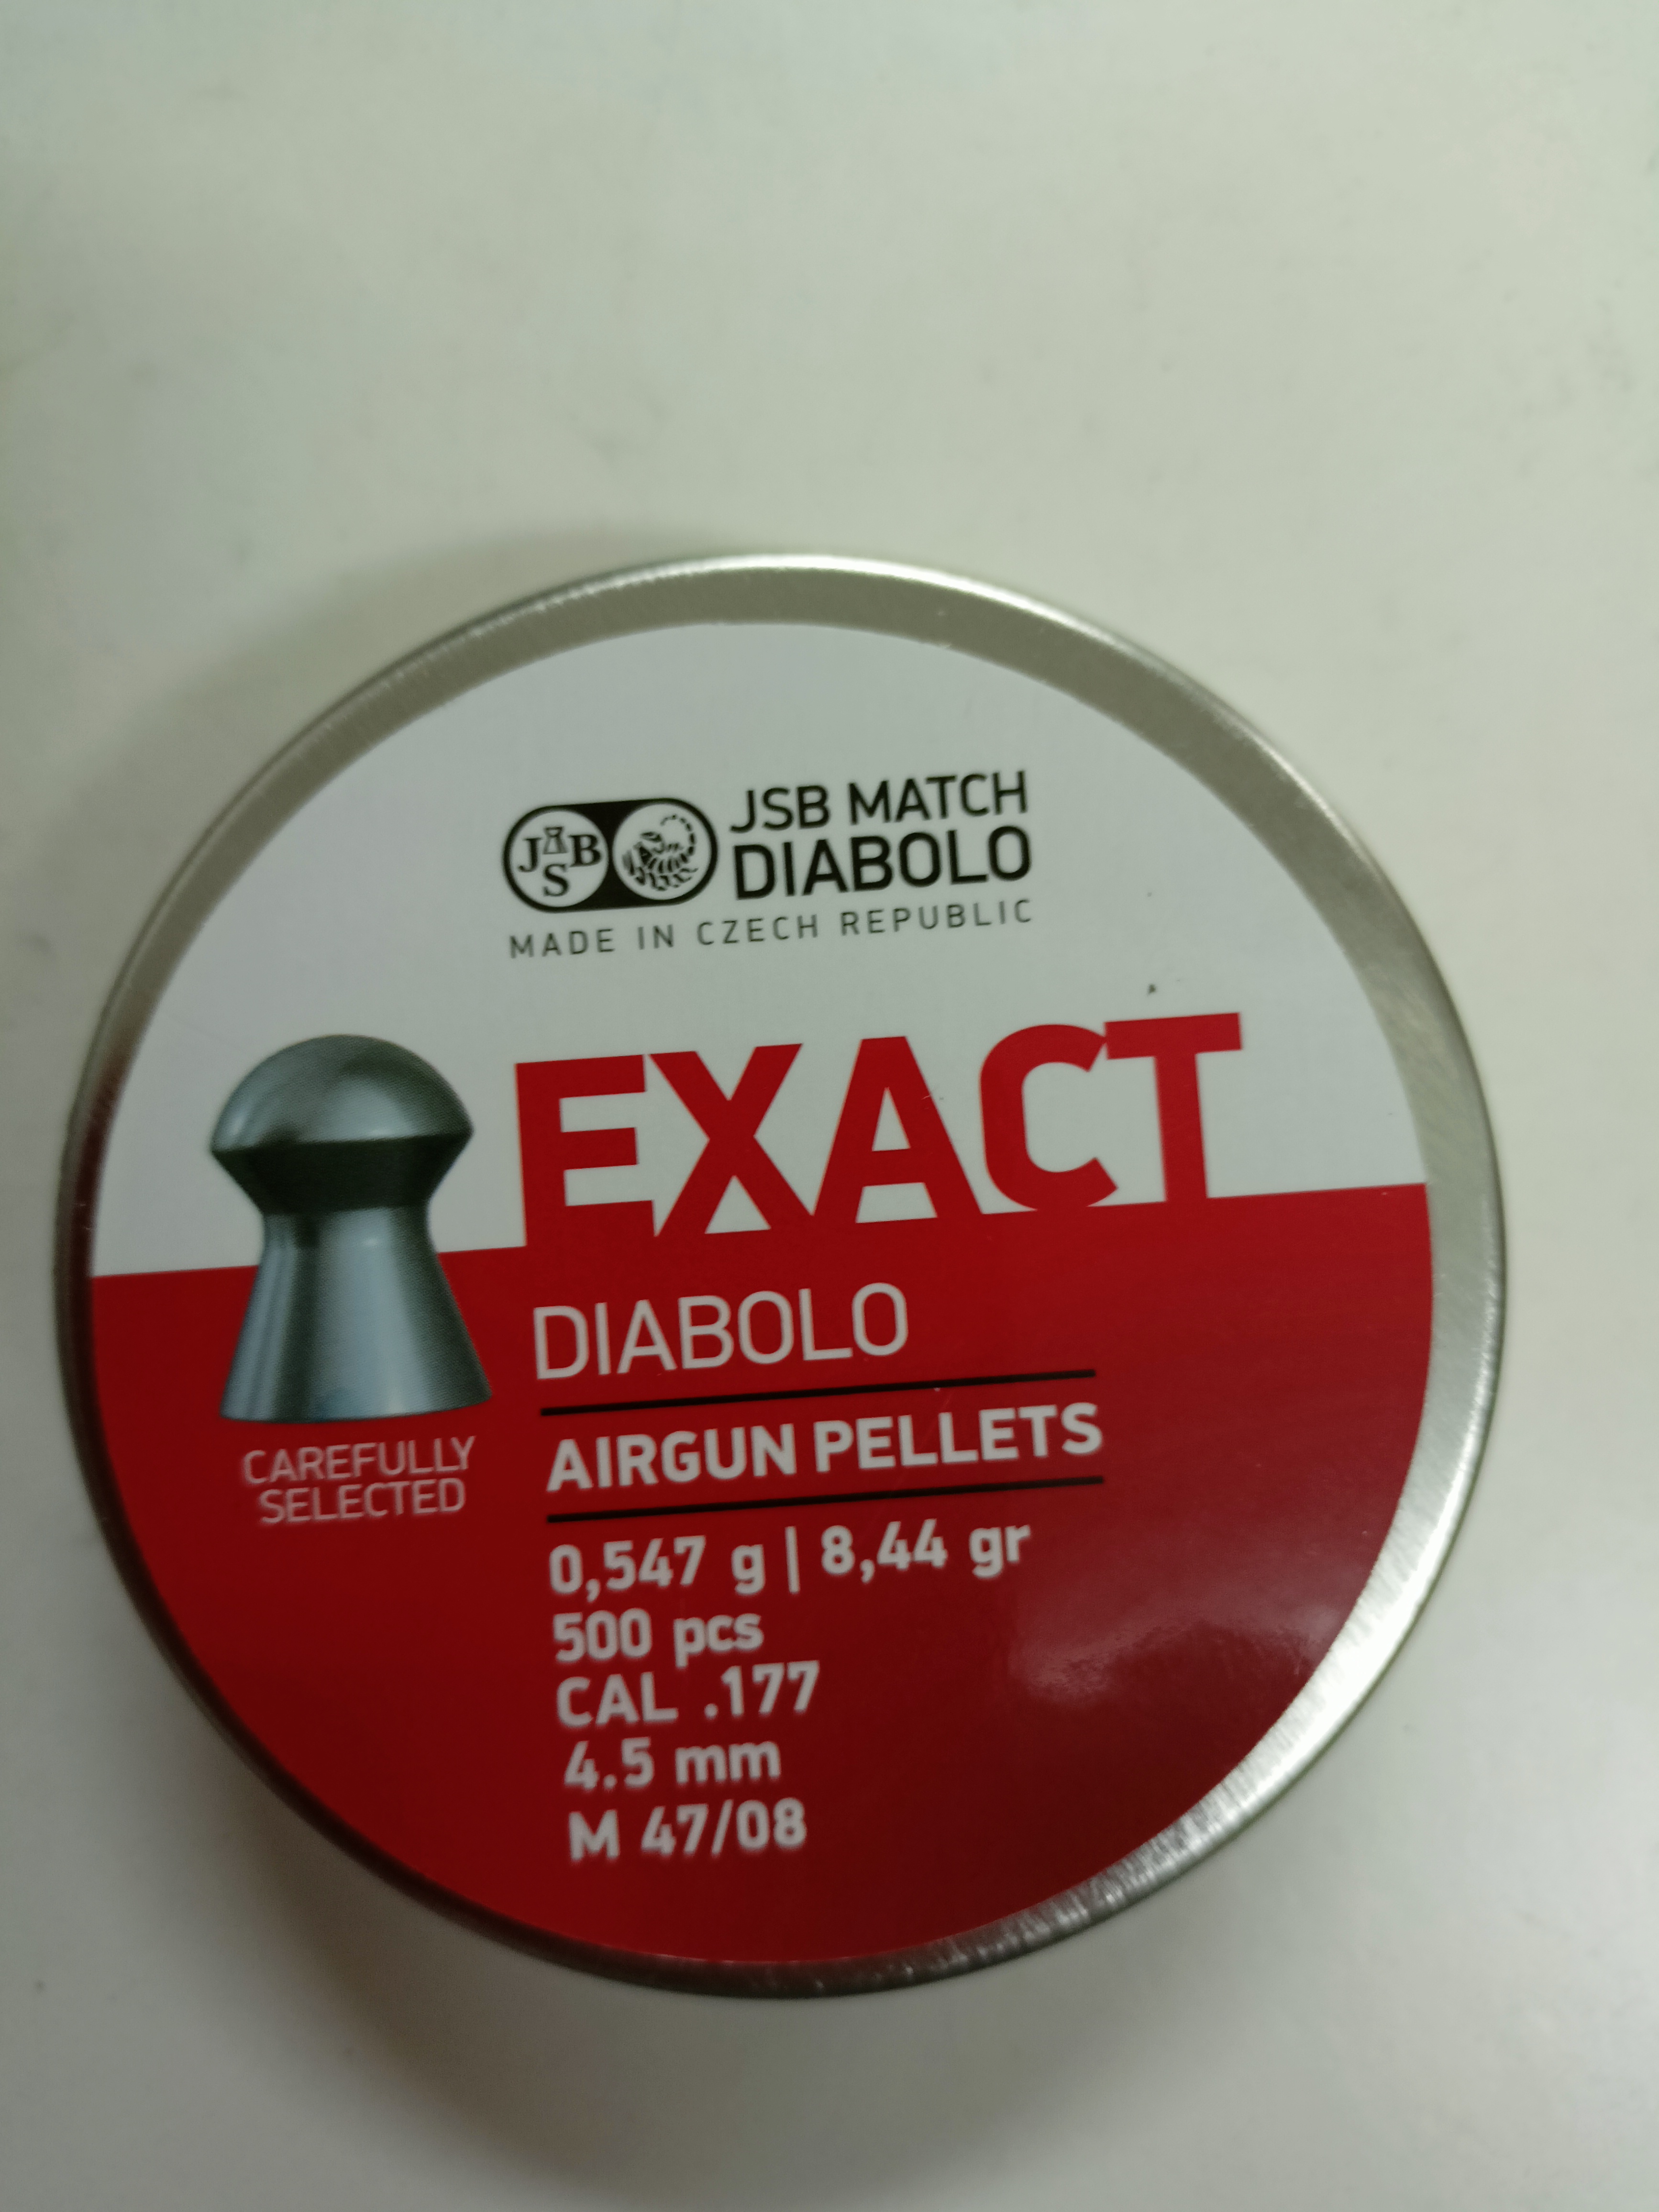 JSB
JSB MATCH
DIABOLO
MADE IN CZECH REPUBLIC
EXACT
DIABOLO
AIRGUN PELLETS
CAREFULLY
SELECTED
0,547 g | 8,44 gr
500 pcs
CAL .177
4.5 mm
M 47/08